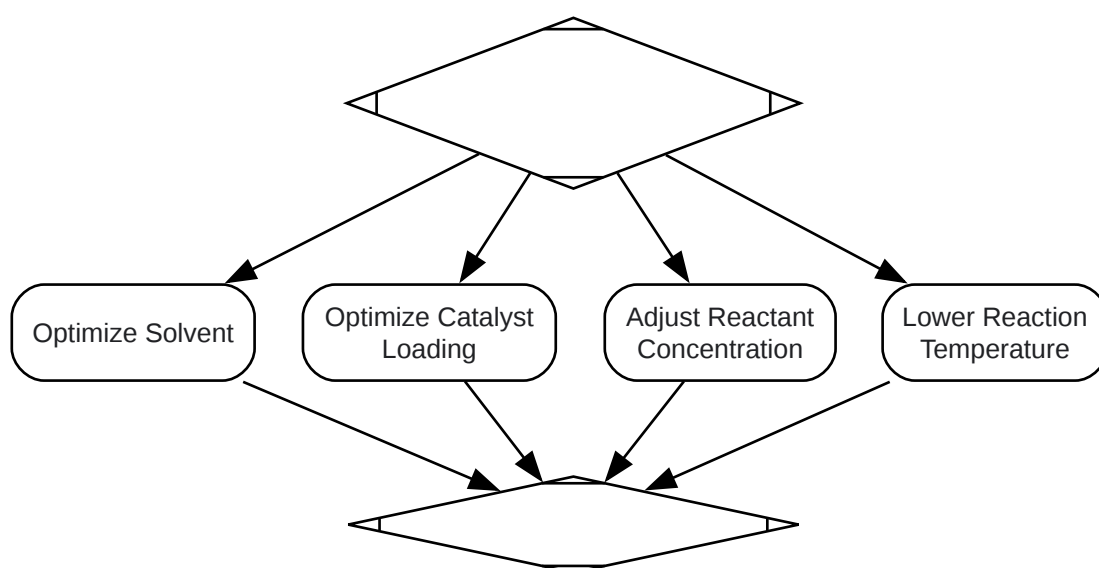 Optimize Solvent
Optimize Catalyst
Loading
Adjust Reactant
Concentration
Lower Reaction
Temperature